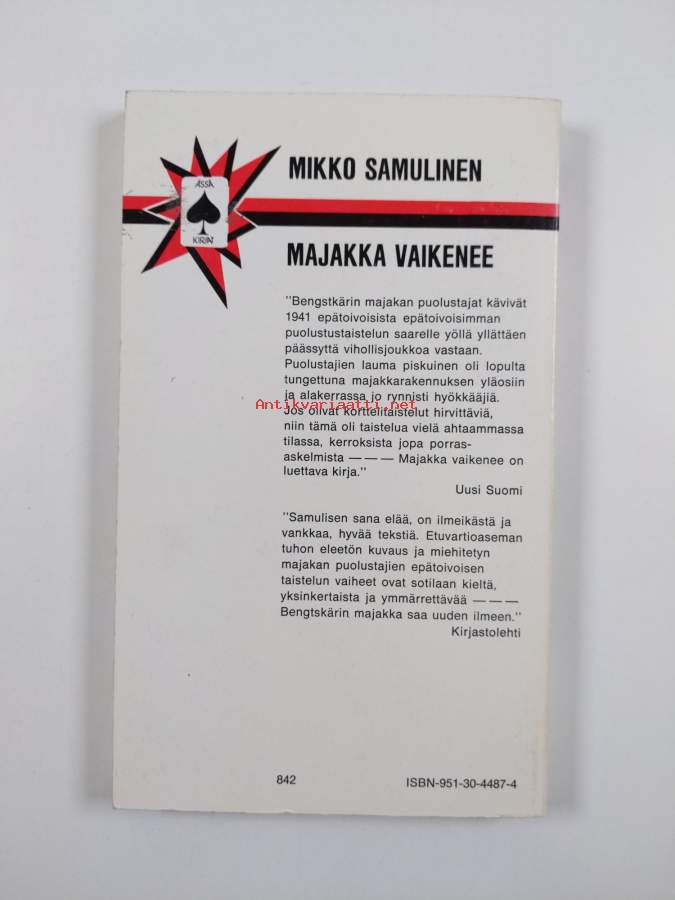 MIKKO SAMULINEN
ÄSSÄ
KIRJAT
MAJAKKA VAIKENEE
"Bengstkärin majakan puolustajat kävivät
1941 epätoivoisista epätoivoisimman
puolustustaistelun saarelle yöllä yllättäen
päässyttä vihollisjoukkoa vastaan.
Puolustajien lauma piskuinen oli lopulta
tungettuna majakkarakennuksen yläosiin
ja alakerrassa jo rynnisti hyökkääjiä.
Antikvariaatti.net
Jos olivat korttelitaistelut hirvittäviä,
niin tämä oli taistelua vielä ahtaammassa
tilassa, kerroksista jopa porras-
askelmista — — — Majakka vaikenee on
luettava kirja."
Uusi Suomi
"Samulisen sana elää, on ilmeikästä ja
vankkaa, hyvää tekstiä. Etuvartioaseman
tuhon eleetön kuvaus ja miehitetyn
majakan puolustajien epätoivoisen
taistelun vaiheet ovat sotilaan kieltä,
yksinkertaista ja ymmärrettävää — — —
Bengtskärin majakka saa uuden ilmeen."
Kirjastolehti
842
ISBN-951-30-4487-4